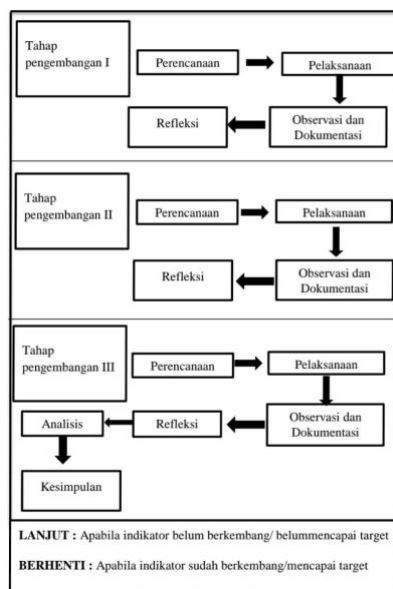 Tahap
pengembangan I
Perencanaan
Pelaksanaan
Refleksi
Observasi dan
Dokumentasi
Tahap
pengembangan II
Perencanaan
Pelaksanaan
Refleksi
Observasi dan
Dokumentasi
Tahap
pengembangan III
Perencanaan
Pelaksanaan
Analisis
Refleksi
Observasi dan
Dokumentasi
Kesimpulan
LANJUT : Apabila indikator belum berkembang/ belummencapai target
BERHENTI : Apabila indikator sudah berkembang/mencapai target